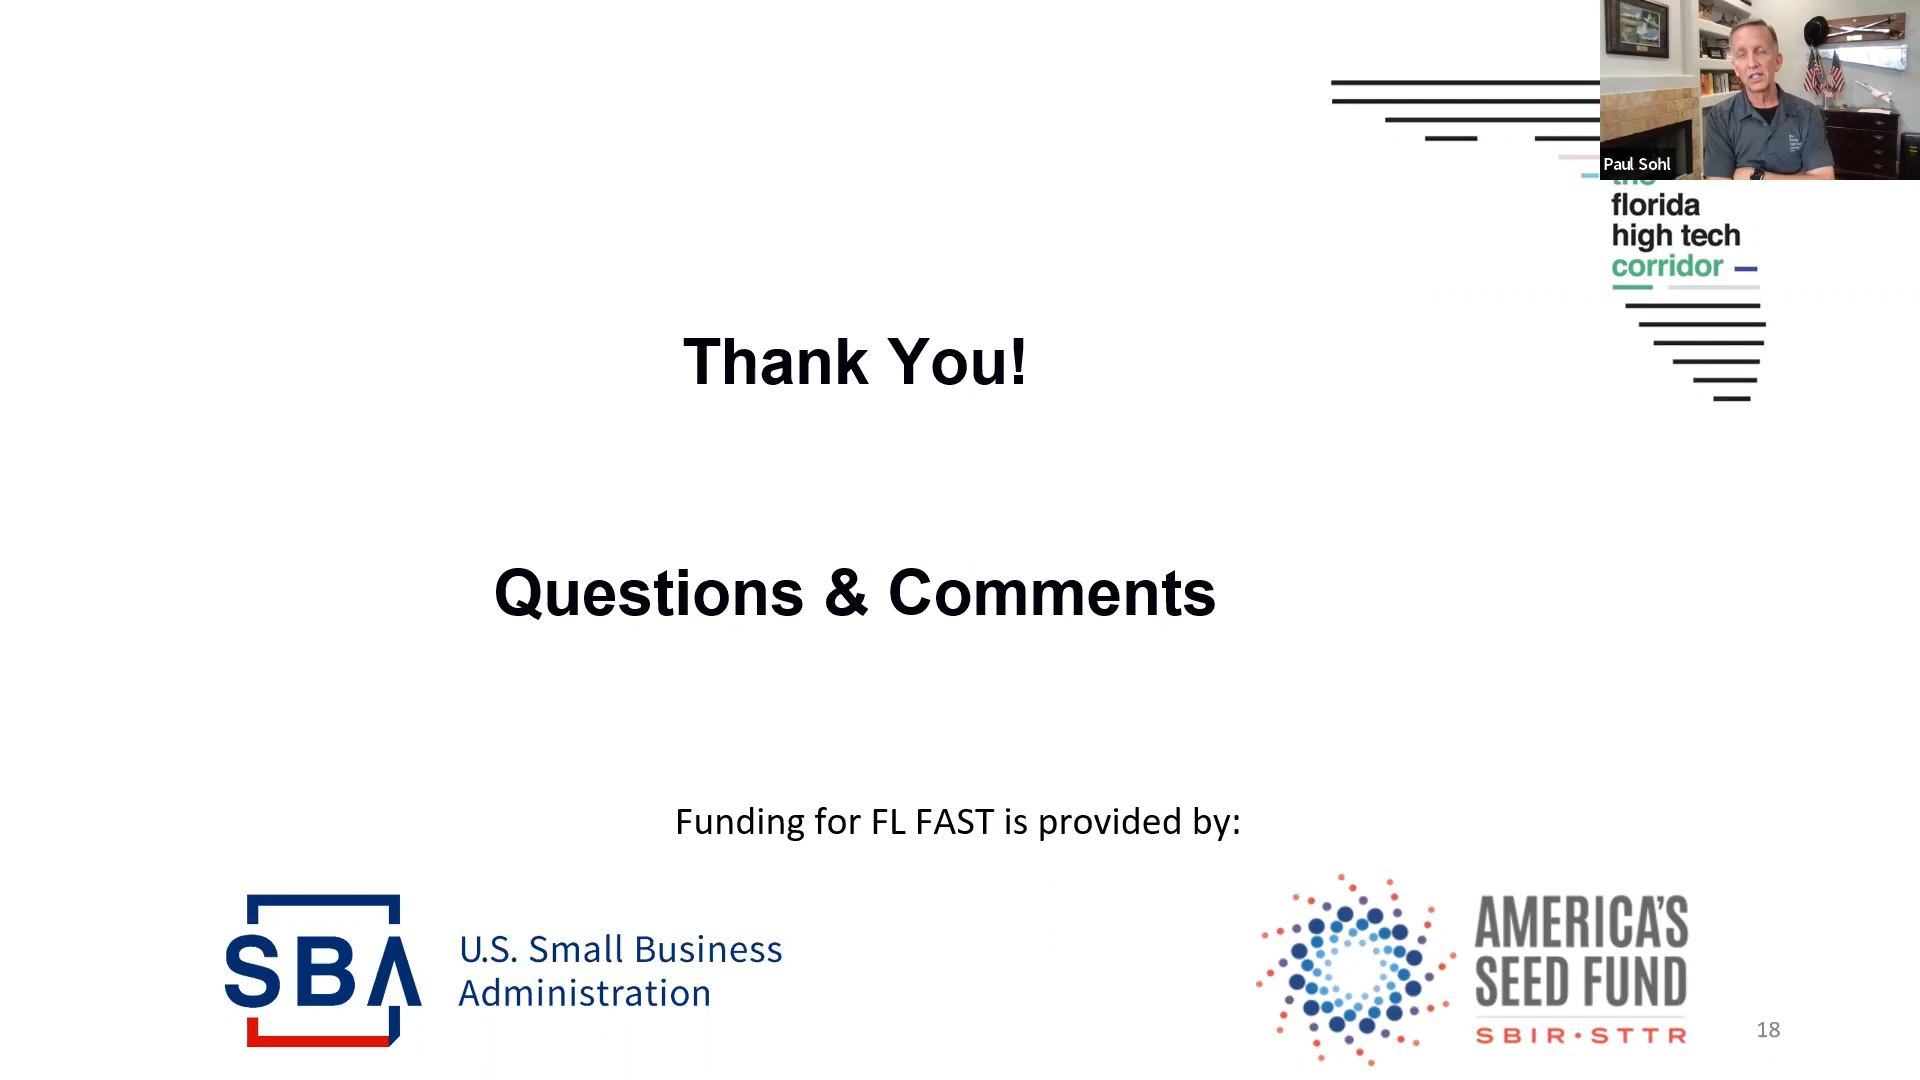 Paul Sohl
the
florida
high tech
corridor
Thank You!
Questions & Comments
Funding for FL FAST is provided by:
SBA
U.S. Small Business
Administration
AMERICA'S
SEED FUND
SBIR·STTR
18